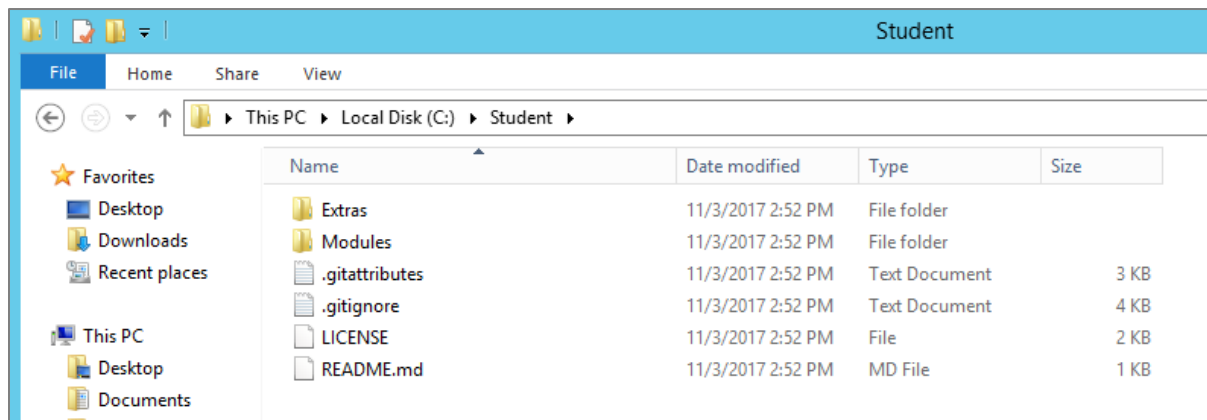 Student
File Home Share View
This PC Local Disk (C:) Student
Name Date modified Type Size
Favorites
Desktop
Downloads
Recent places
This PC
Desktop
Documents
Extras 11/3/2017 2:52 PM File folder
Modules 11/3/2017 2:52 PM File folder
.gitattributes 11/3/2017 2:52 PM Text Document 3 KB
.gitignore 11/3/2017 2:52 PM Text Document 4 KB
LICENSE 11/3/2017 2:52 PM File 2 KB
README.md 11/3/2017 2:52 PM MD File 1 KB